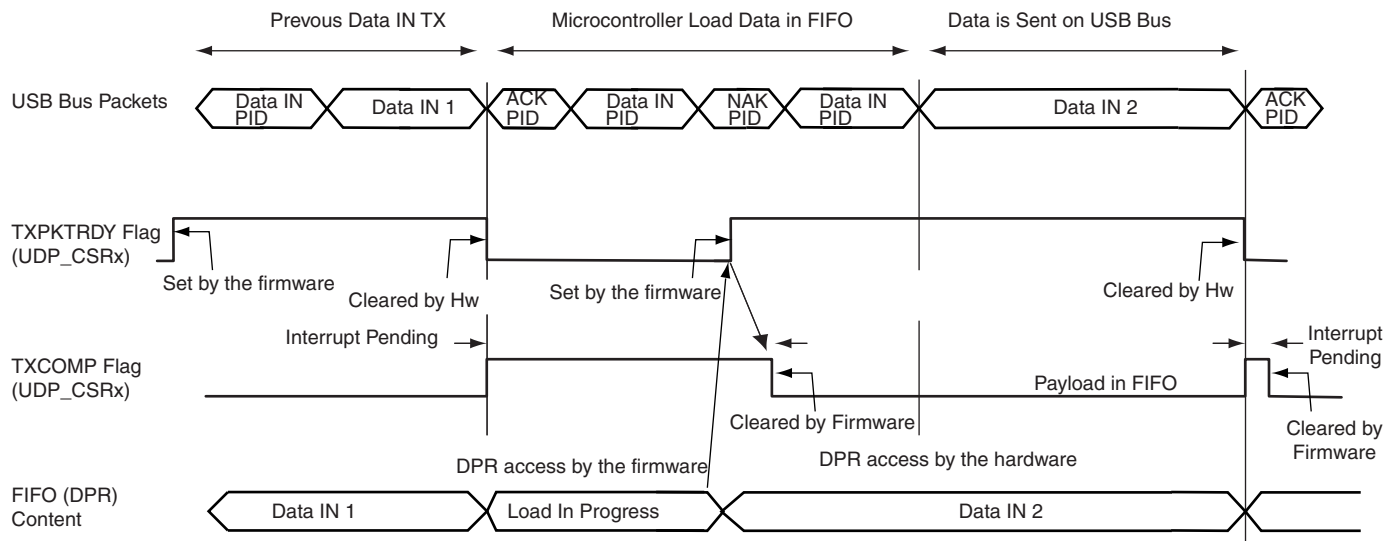 Prevous Data IN TX
Microcontroller Load Data in FIFO
Data is Sent on USB Bus
USB Bus Packets
Data IN
PID
Data IN 1
ACK
PID
Data IN
PID
NAK
PID
Data IN
PID
Data IN 2
ACK
PID
TXPKTRDY Flag
(UDP_CSRx)
Set by the firmware
Cleared by Hw
Set by the firmware
Cleared by Hw
Interrupt Pending
Interrupt
Pending
TXCOMP Flag
(UDP_CSRx)
Payload in FIFO
Cleared by Firmware
Cleared by
Firmware
DPR access by the firmware
DPR access by the hardware
FIFO (DPR)
Content
Data IN 1
Load In Progress
Data IN 2